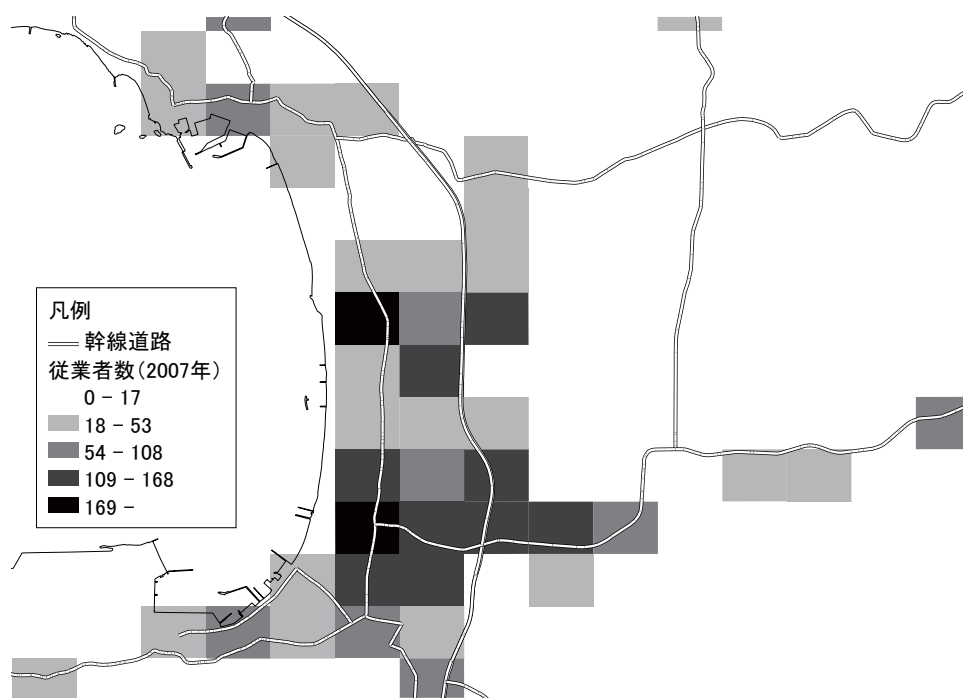 凡例
幹線道路
従業者数(2007年)
0 – 17
18 – 53
54 – 108
109 – 168
169 –